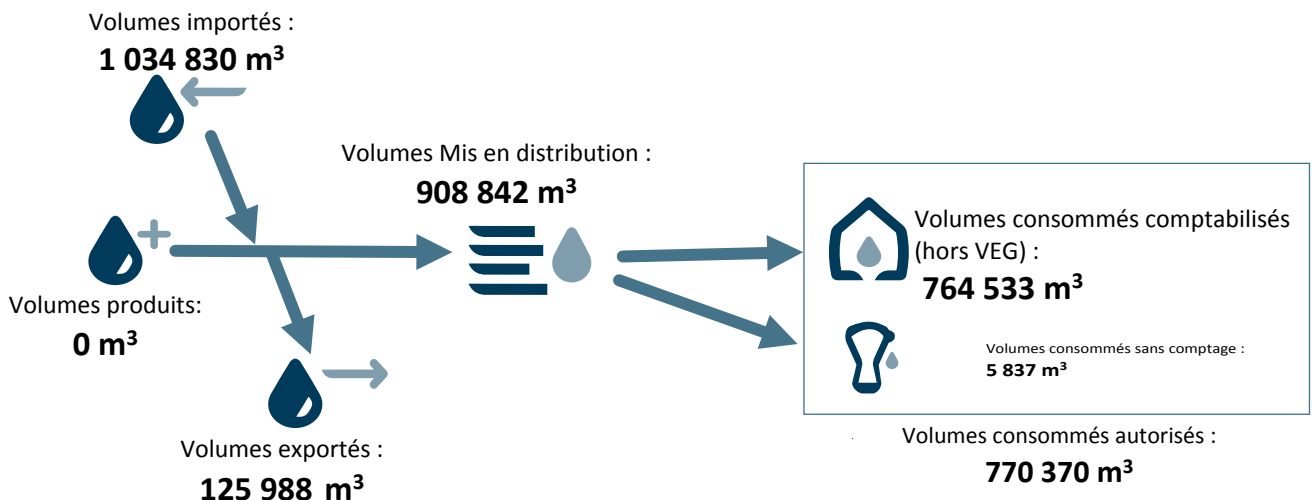 Volumes importés :
1 034 830 m³
Volumes Mis en distribution :
908 842 m³
Volumes produits:
0 m³
Volumes exportés :
125 988 m³
Volumes consommés comptabilisés
(hors VEG) :
764 533 m³
Volumes consommés sans comptage :
5 837 m³
Volumes consommés autorisés :
770 370 m³